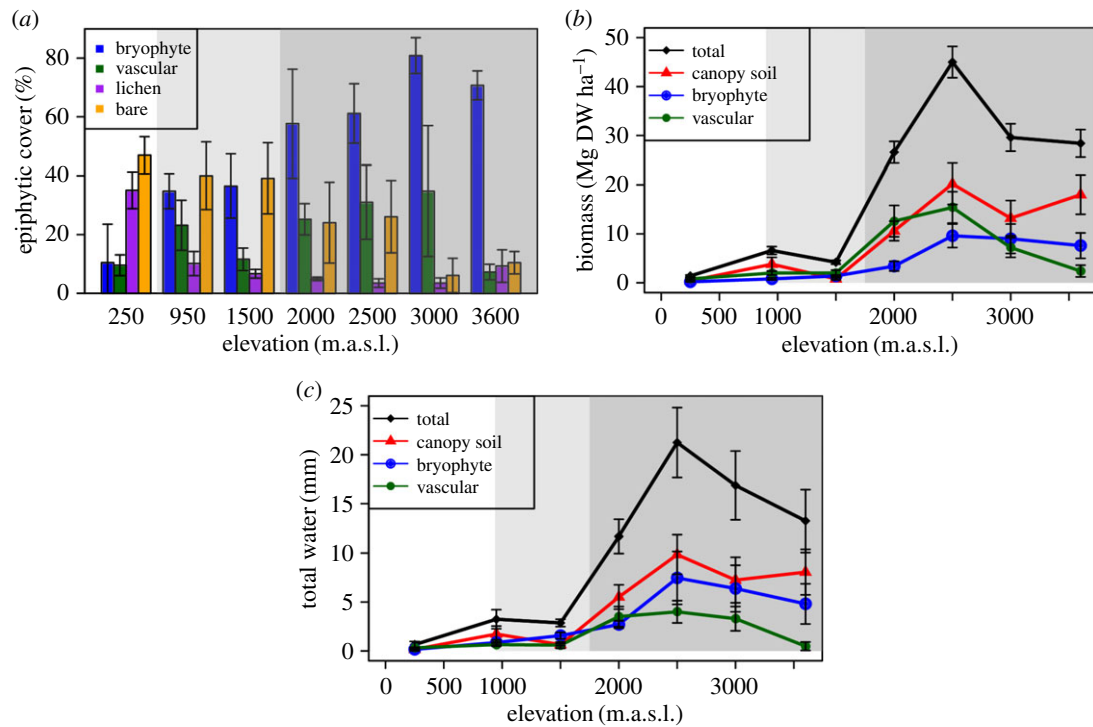 (a)
bryophyte
vascular
lichen
bare
80
60
40
20
0
epiphytic cover (%)
250 950 1500 2000 2500 3000 3600
elevation (m.a.s.l.)
(b)
total
canopy soil
bryophyte
vascular
50
40
30
20
10
0
biomass (Mg DW ha⁻¹)
0 500 1000 2000 3000
elevation (m.a.s.l.)
(c)
total
canopy soil
bryophyte
vascular
25
20
15
10
5
0
total water (mm)
0 500 1000 2000 3000
elevation (m.a.s.l.)